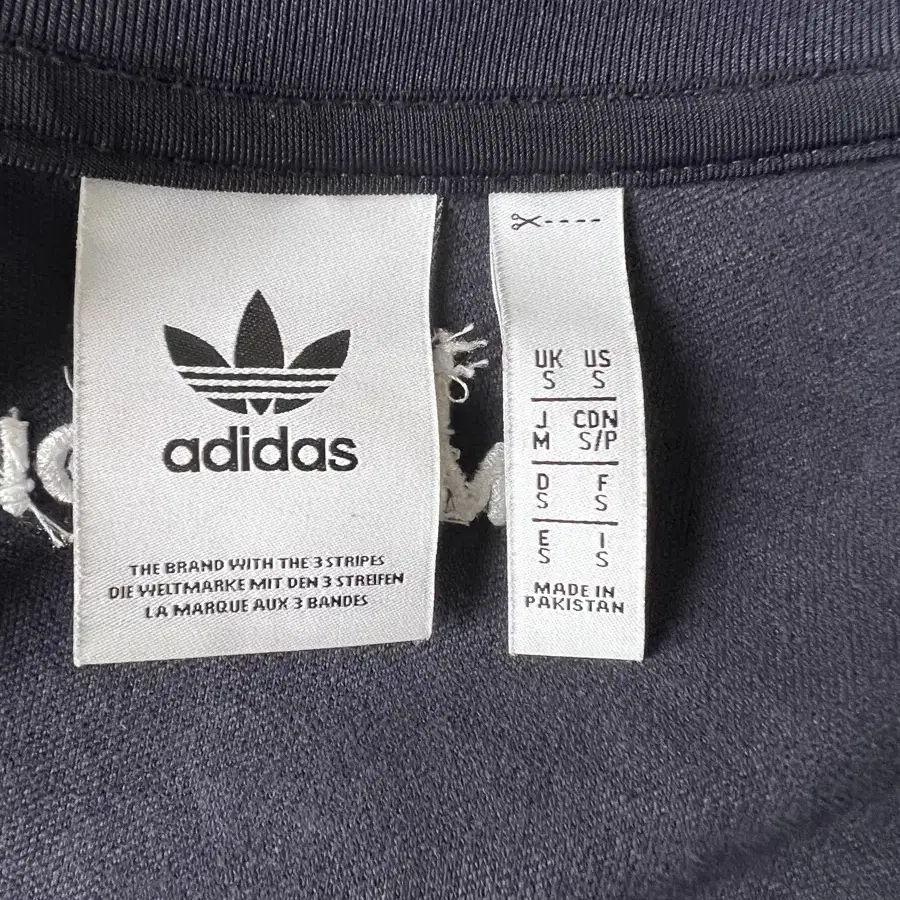 adidas
THE BRAND WITH THE 3 STRIPES
DIE WELTMARKE MIT DEN 3 STREIFEN
LA MARQUE AUX 3 BANDES
UK US
S S
J CDN
M S/P
D F
S S
E I
S S
MADE IN
PAKISTAN